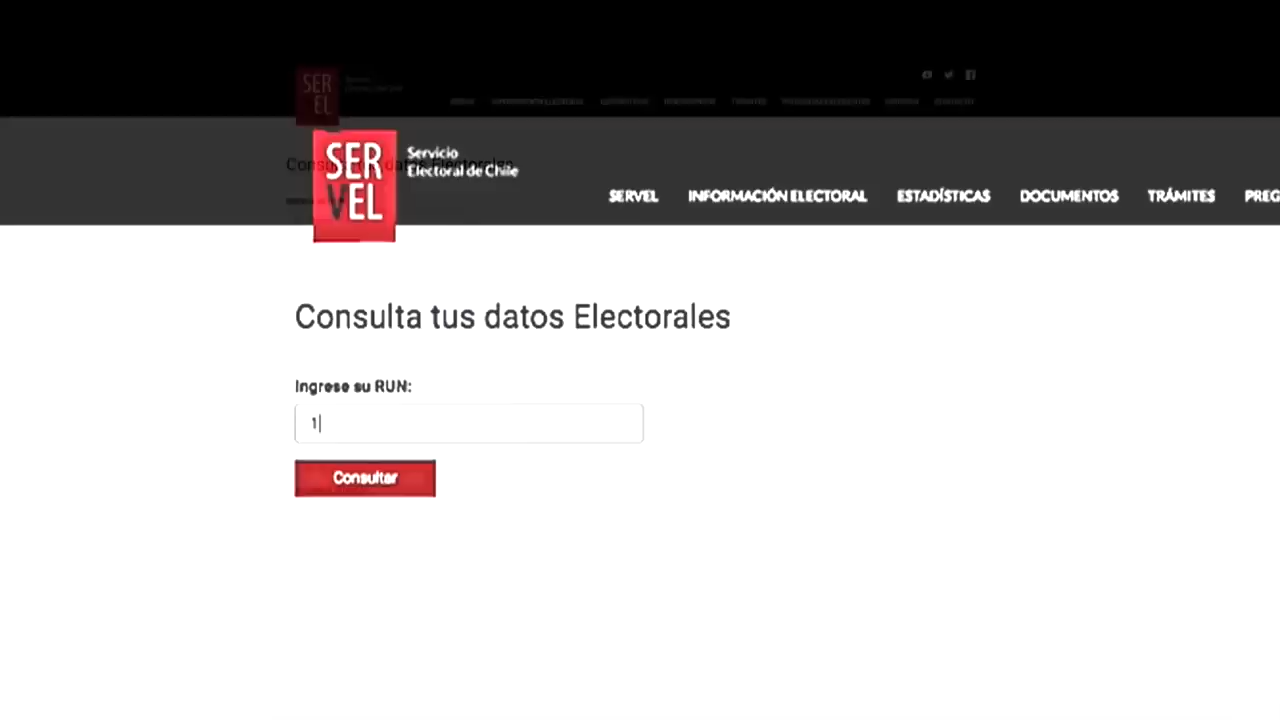 SER
VEL
Servicio
Electoral de Chile
SERVEL INFORMACIÓN ELECTORAL ESTADÍSTICAS DOCUMENTOS TRÁMITES PREG
Consulta tus datos Electorales
Ingrese su RUN:
1
Consultar